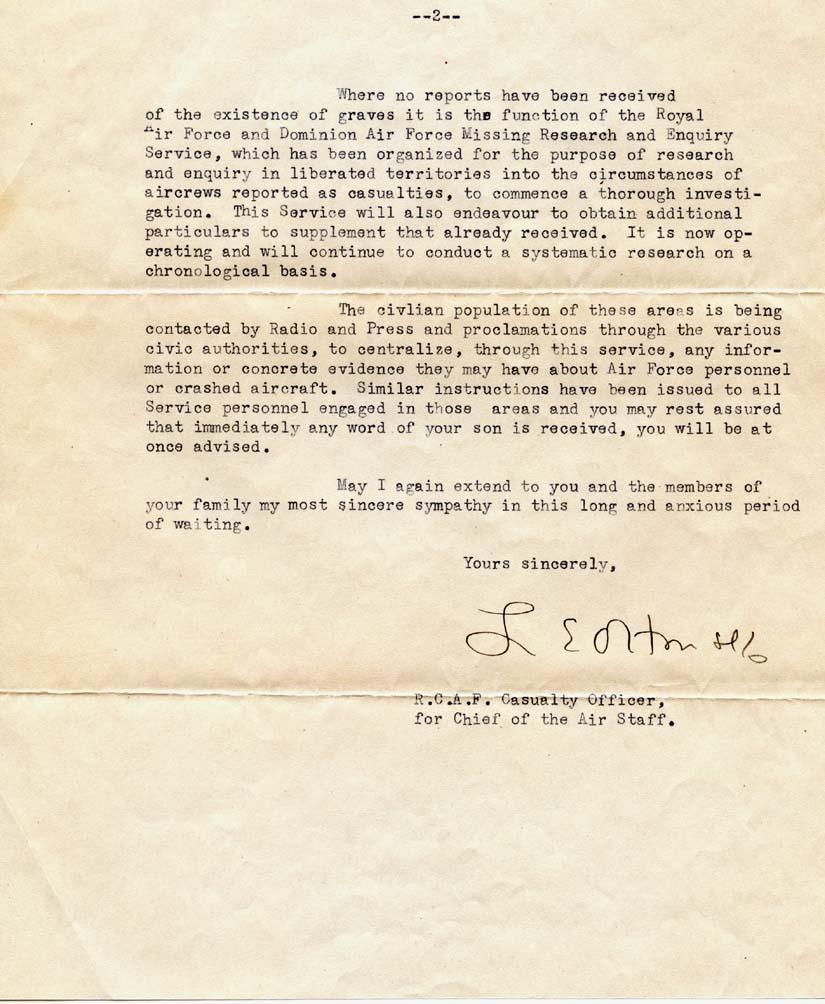 --2--
Where no reports have been received
of the existence of graves it is the function of the Royal
Air Force and Dominion Air Force Missing Research and Enquiry
Service, which has been organized for the purpose of research
and enquiry in liberated territories into the circumstances of
aircrews reported as casualties, to commence a thorough investi-
gation. This Service will also endeavour to obtain additional
particulars to supplement that already received. It is now op-
erating and will continue to conduct a systematic research on a
chronological basis.
The civlian population of these areas is being
contacted by Radio and Press and proclamations through the various
civic authorities, to centralize, through this service, any infor-
mation or concrete evidence they may have about Air Force personnel
or crashed aircraft. Similar instructions have been issued to all
Service personnel engaged in those areas and you may rest assured
that immediately any word of your son is received, you will be at
once advised.
May I again extend to you and the members of
your family my most sincere sympathy in this long and anxious period
of waiting.
Yours sincerely,
R.C.A.F. Casualty Officer,
for Chief of the Air Staff.